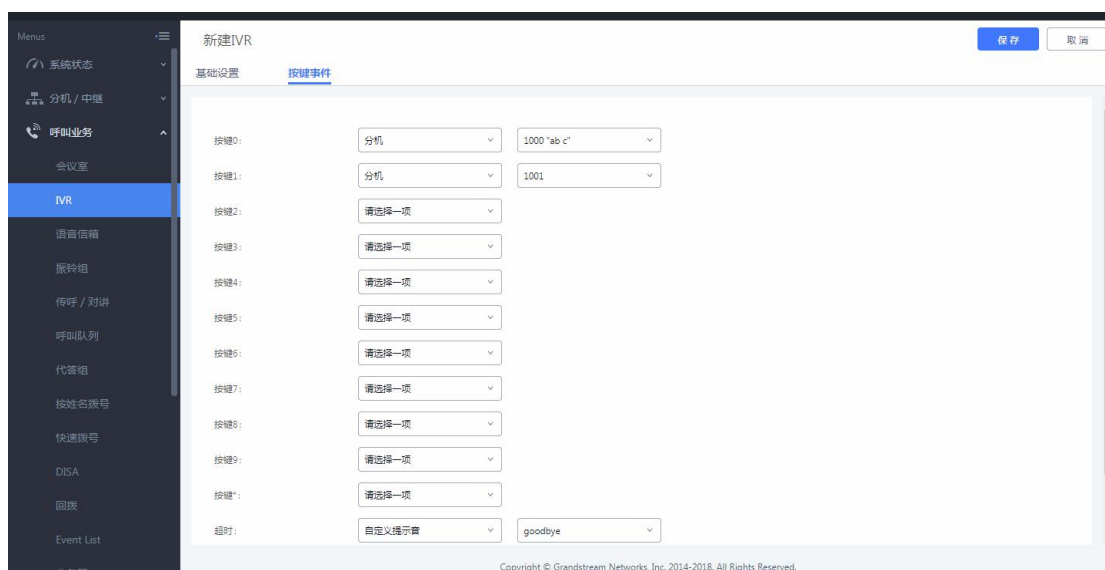 Menus
系统状态
分机 / 中继
呼叫业务
会议室
IVR
语音信箱
振铃组
传呼 / 对讲
呼叫队列
代答组
按姓名拨号
快速拨号
DISA
回拨
Event List
新建IVR
保存
取消
基础设置 按键事件
按键0: 分机 1000 "ab c"
按键1: 分机 1001
按键2: 请选择一项
按键3: 请选择一项
按键4: 请选择一项
按键5: 请选择一项
按键6: 请选择一项
按键7: 请选择一项
按键8: 请选择一项
按键9: 请选择一项
按键*: 请选择一项
超时: 自定义提示音 goodbye
Copyright © Grandstream Networks, Inc. 2014-2018. All Rights Reserved.